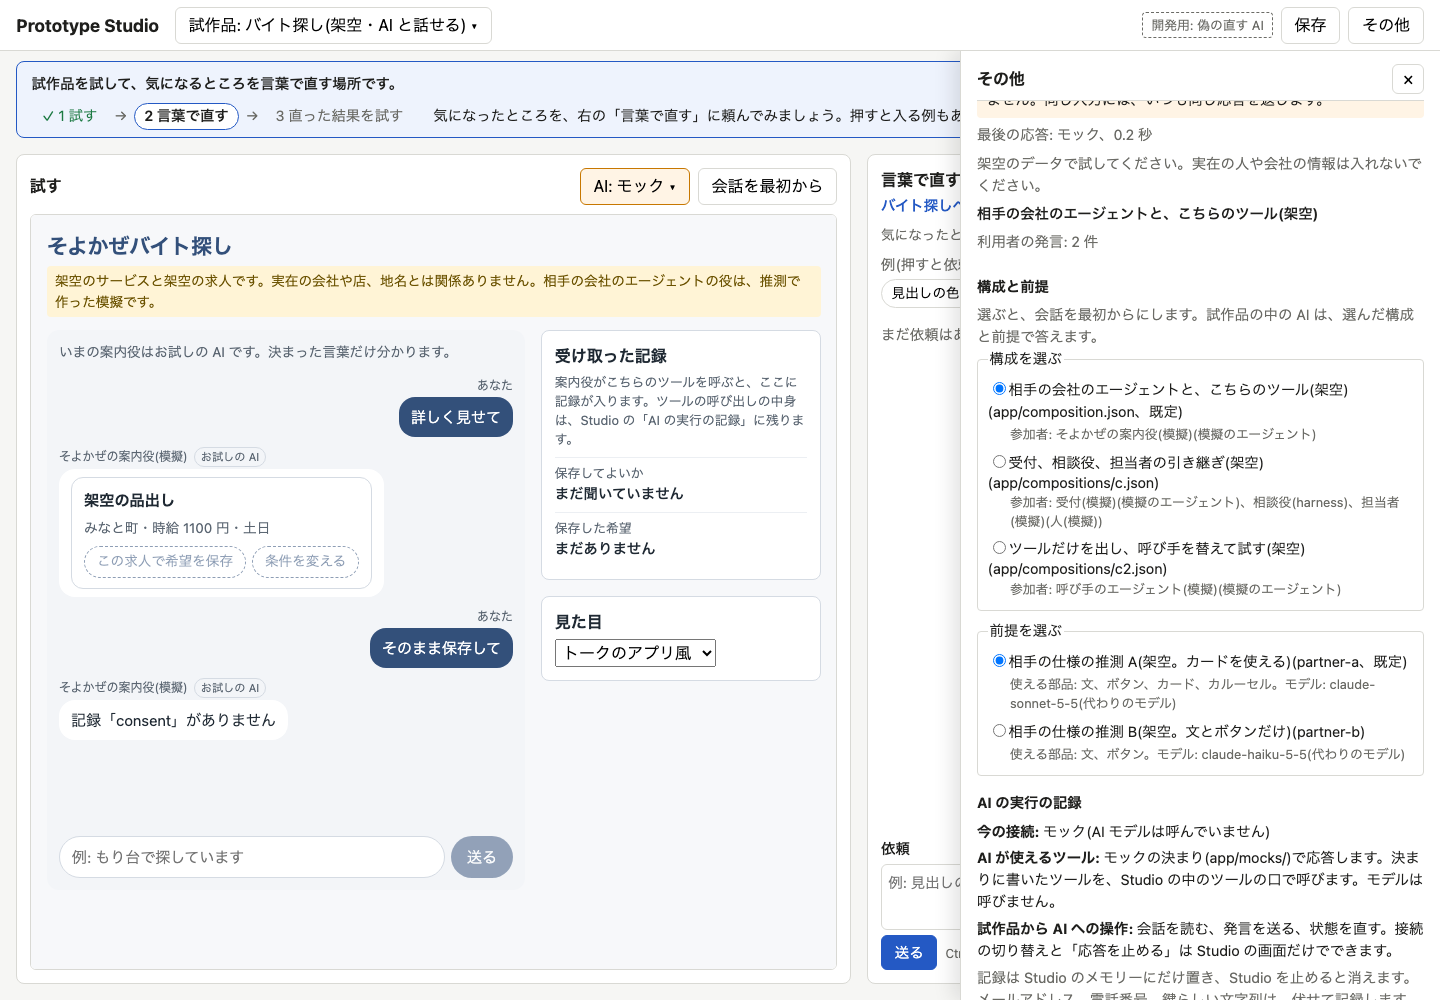 Prototype Studio
試作品: バイト探し(架空・AI と話せる) ▾
開発用: 偽の直す AI
保存
その他
試作品を試して、気になるところを言葉で直す場所です。
✓ 1 試す → 2 言葉で直す → 3 直った結果を試す 気になったところを、右の「言葉で直す」に頼んでみましょう。押すと入る例もあ
試す
AI: モック ▾
会話を最初から
そよかぜバイト探し
架空のサービスと架空の求人です。実在の会社や店、地名とは関係ありません。相手の会社のエージェントの役は、推測で
作った模擬です。
いまの案内役はお試しの AI です。決まった言葉だけ分かります。
あなた
詳しく見せて
そよかぜの案内役(模擬) お試しの AI
架空の品出し
みなと町・時給 1100 円・土日
この求人で希望を保存
条件を変える
あなた
そのまま保存して
そよかぜの案内役(模擬) お試しの AI
記録「consent」がありません
例: もり台で探しています
送る
受け取った記録
案内役がこちらのツールを呼ぶと、ここに
記録が入ります。ツールの呼び出しの中身
は、Studio の「AI の実行の記録」に残りま
す。
保存してよいか
まだ聞いていません
保存した希望
まだありません
見た目
トークのアプリ風
言葉で直す
バイト探しへ
気になったと
例(押すと依頼
見出しの色
まだ依頼はあ
依頼
例: 見出しの
送る
Ctr
その他
×
最後の応答: モック、0.2 秒
架空のデータで試してください。実在の人や会社の情報は入れないで
ください。
相手の会社のエージェントと、こちらのツール(架空)
利用者の発言: 2 件
構成と前提
選ぶと、会話を最初からにします。試作品の中の AI は、選んだ構成
と前提で答えます。
構成を選ぶ
相手の会社のエージェントと、こちらのツール(架空)
(app/composition.json、既定)
参加者: そよかぜの案内役(模擬)(模擬のエージェント)
受付、相談役、担当者の引き継ぎ(架空)
(app/compositions/c.json)
参加者: 受付(模擬)(模擬のエージェント)、相談役(harness)、担当者
(模擬)(人(模擬))
ツールだけを出し、呼び手を替えて試す(架空)
(app/compositions/c2.json)
参加者: 呼び手のエージェント(模擬)(模擬のエージェント)
前提を選ぶ
相手の仕様の推測 A(架空。カードを使える)(partner-a、既定)
使える部品: 文、ボタン、カード、カルーセル。モデル: claude-
sonnet-5-5(代わりのモデル)
相手の仕様の推測 B(架空。文とボタンだけ)(partner-b)
使える部品: 文、ボタン。モデル: claude-haiku-5-5(代わりのモデル)
AI の実行の記録
今の接続: モック(AI モデルは呼んでいません)
AI が使えるツール: モックの決まり(app/mocks/)で応答します。決ま
りに書いたツールを、Studio の中のツールの口で呼びます。モデルは
呼びません。
試作品から AI への操作: 会話を読む、発言を送る、状態を直す。接続
の切り替えと「応答を止める」は Studio の画面だけでできます。
記録は Studio のメモリーにだけ置き、Studio を止めると消えます。